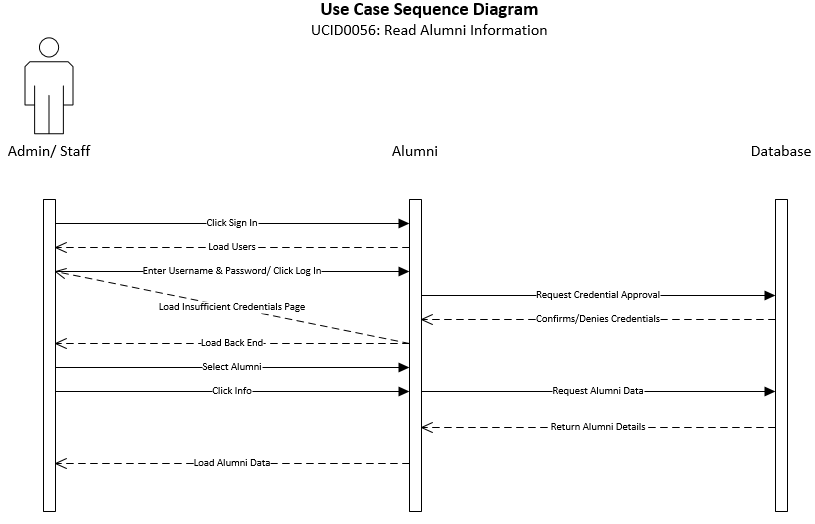 Use Case Sequence Diagram
UCID0056: Read Alumni Information
Admin/ Staff
Alumni
Database
Click Sign In
Load Users
Enter Username & Password/ Click Log In
Request Credential Approval
Load Insufficient Credentials Page
Confirms/Denies Credentials
Load Back End
Select Alumni
Click Info
Request Alumni Data
Return Alumni Details
Load Alumni Data